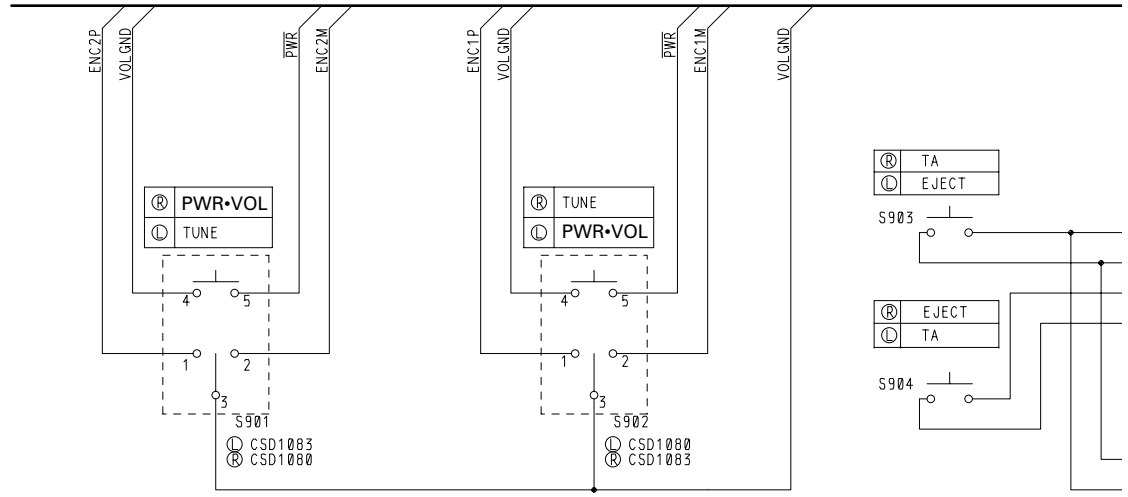 ENC2P
VOLGND
PWR
ENC2M
ENC1P
VOLGND
PWR
ENC1M
VOLGND
Ⓡ PWR•VOL
Ⓛ TUNE
Ⓡ TUNE
Ⓛ PWR•VOL
Ⓡ TA
Ⓛ EJECT
S903
4 5
1 2
3
S901
Ⓛ CSD1083
Ⓡ CSD1080
4 5
1 2
3
S902
Ⓛ CSD1080
Ⓡ CSD1083
Ⓡ EJECT
Ⓛ TA
S904